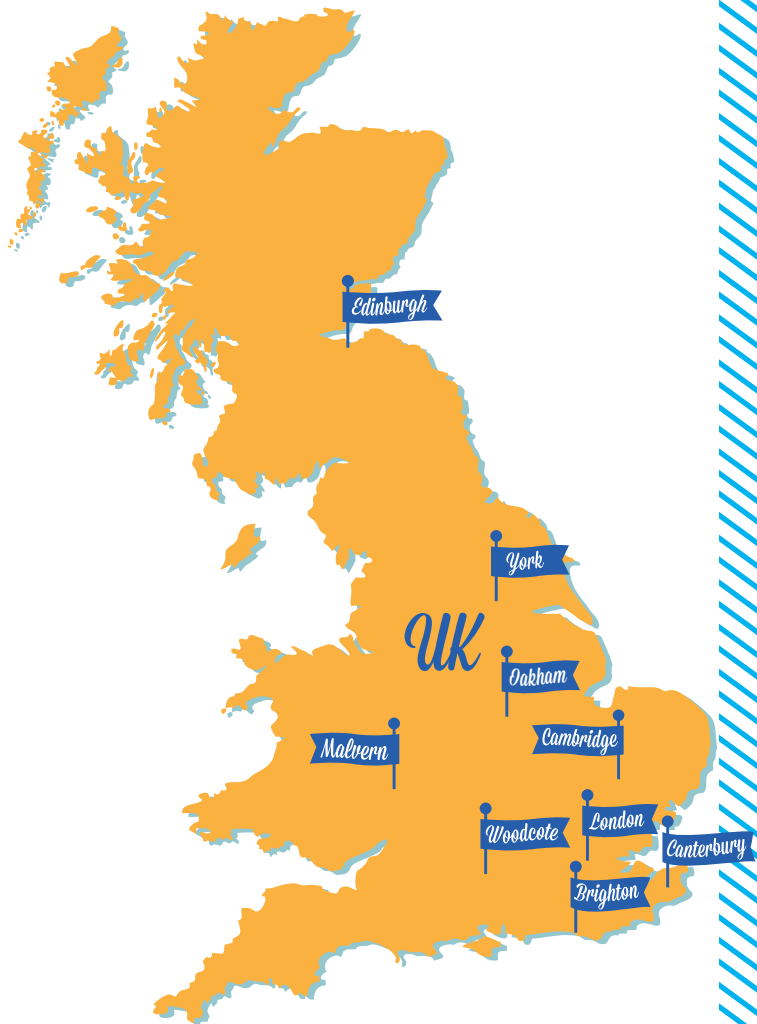 Edinburgh
York
UK
Oakham
Cambridge
Malvern
London
Woodcote
Canterbury
Brighton